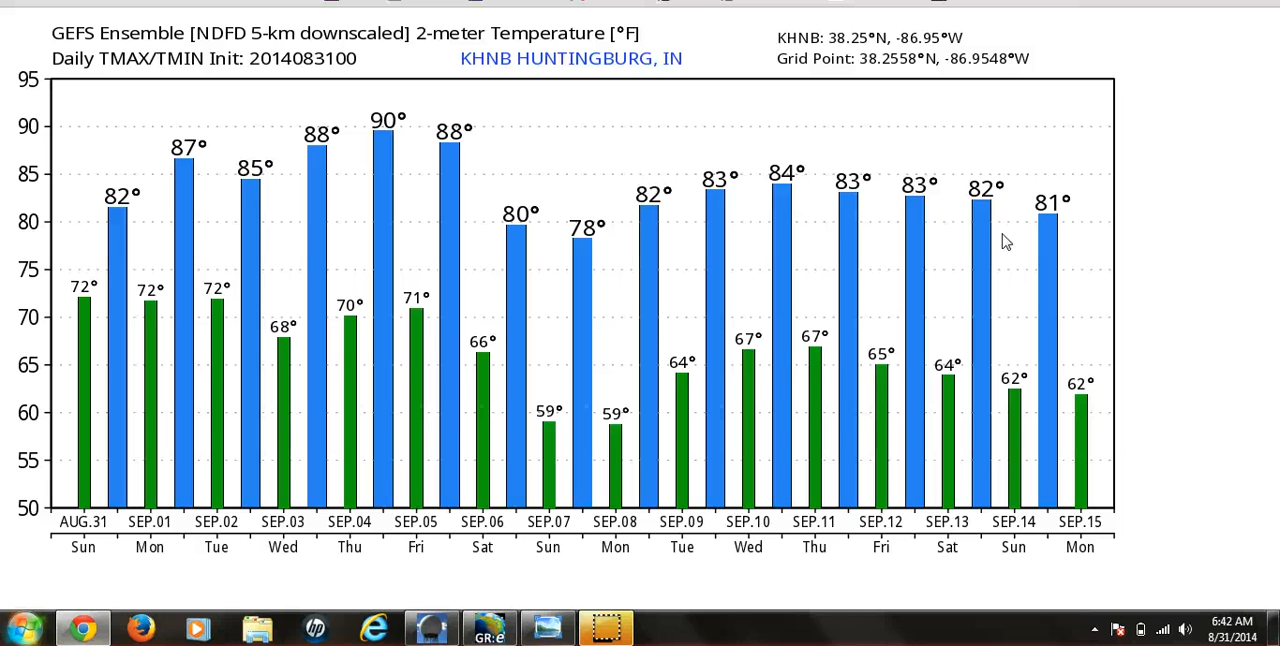 GEFS Ensemble [NDFD 5-km downscaled] 2-meter Temperature [°F]
Daily TMAX/TMIN Init: 2014083100
KHNB HUNTINGBURG, IN
KHNB: 38.25°N, -86.95°W
Grid Point: 38.2558°N, -86.9548°W
95
90
85
80
75
70
65
60
55
50
82° 87° 85° 88° 90° 88° 80° 78° 82° 83° 84° 83° 83° 82° 81°
72° 72° 72° 68° 70° 71° 66° 59° 59° 64° 67° 67° 65° 64° 62° 62°
AUG.31 SEP.01 SEP.02 SEP.03 SEP.04 SEP.05 SEP.06 SEP.07 SEP.08 SEP.09 SEP.10 SEP.11 SEP.12 SEP.13 SEP.14 SEP.15
Sun Mon Tue Wed Thu Fri Sat Sun Mon Tue Wed Thu Fri Sat Sun Mon
hp
GR:e
6:42 AM
8/31/2014